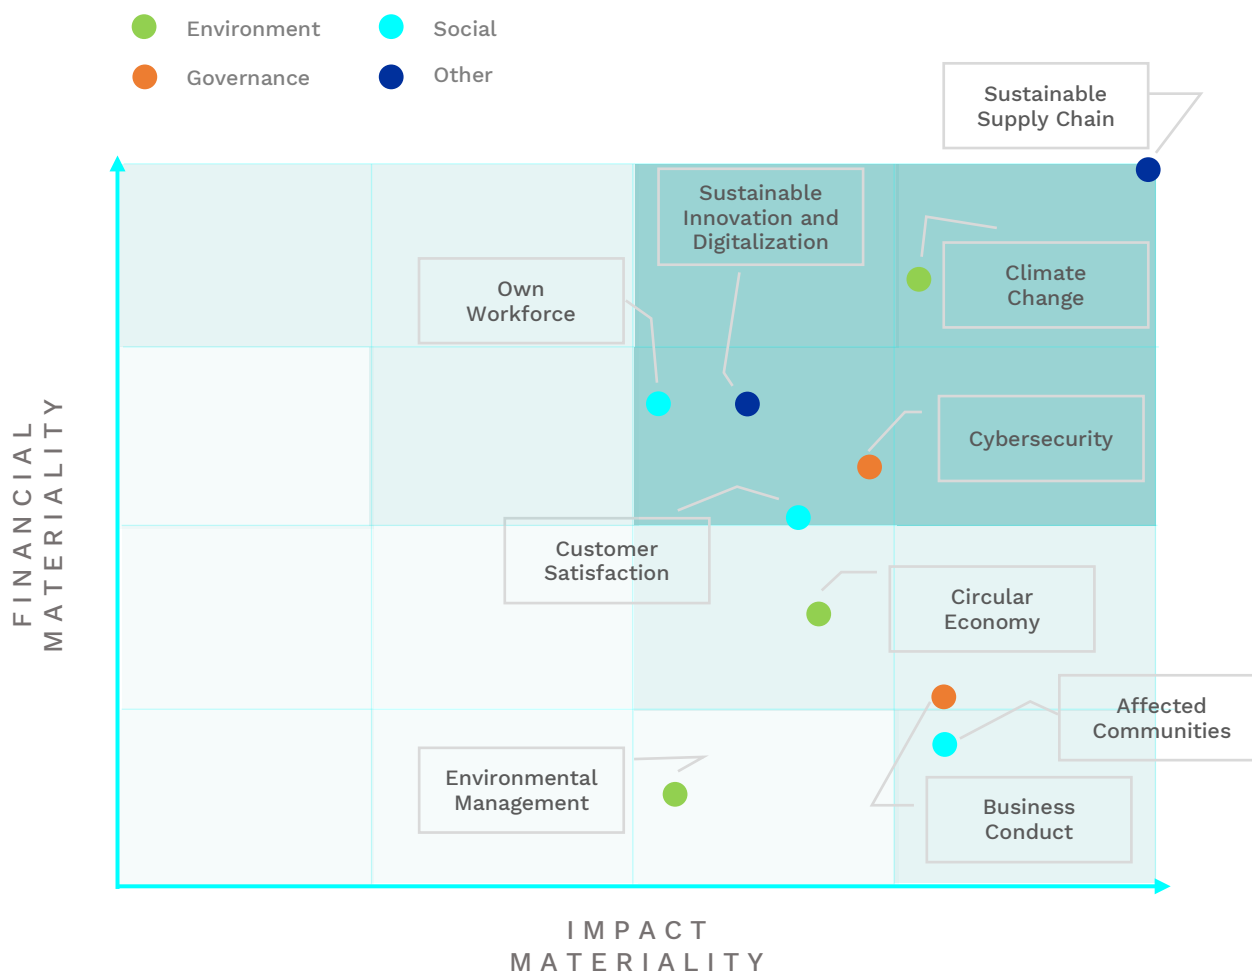 Environment
Social
Governance
Other
Sustainable
Supply Chain
Sustainable
Innovation and
Digitalization
Climate
Change
Own
Workforce
Cybersecurity
Customer
Satisfaction
Circular
Economy
Affected
Communities
Environmental
Management
Business
Conduct
FINANCIAL
MATERIALITY
IMPACT
MATERIALITY